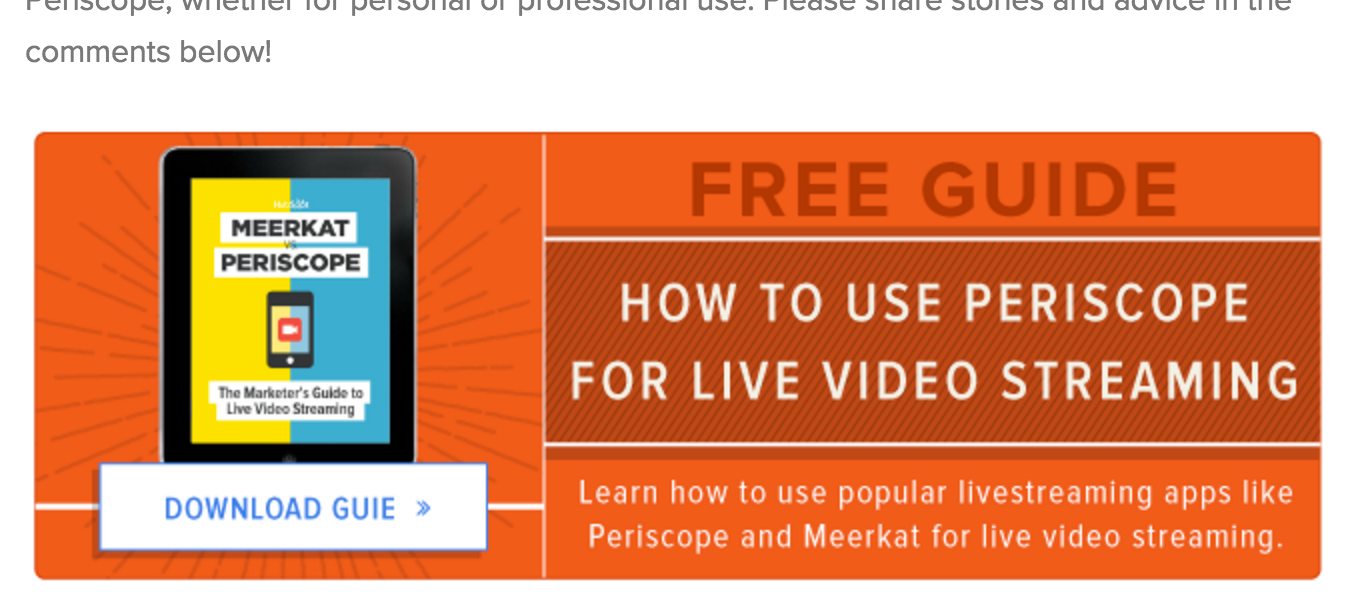 Periscope, whether for personal or professional use. Please share stories and advice in the
comments below!
HubSpot
MEERKAT
VS.
PERISCOPE
The Marketer's Guide to
Live Video Streaming
DOWNLOAD GUIE »
FREE GUIDE
HOW TO USE PERISCOPE
FOR LIVE VIDEO STREAMING
Learn how to use popular livestreaming apps like
Periscope and Meerkat for live video streaming.